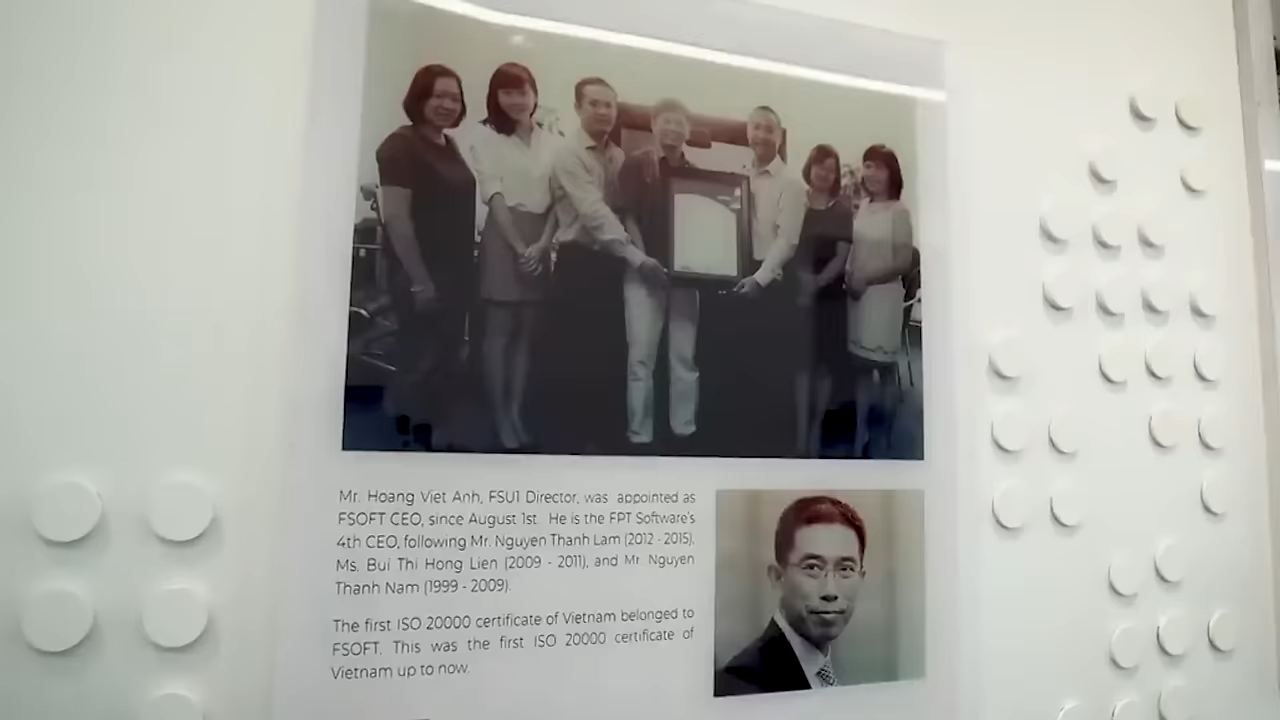 Mr. Hoang Viet Anh, FSU1 Director, was appointed as
FSOFT CEO, since August 1st. He is the FPT Software's
4th CEO, following Mr. Nguyen Thanh Lam (2012 - 2015),
Ms. Bui Thi Hong Lien (2009 - 2011), and Mr. Nguyen
Thanh Nam (1999 - 2009).
The first ISO 20000 certificate of Vietnam belonged to
FSOFT. This was the first ISO 20000 certificate of
Vietnam up to now.